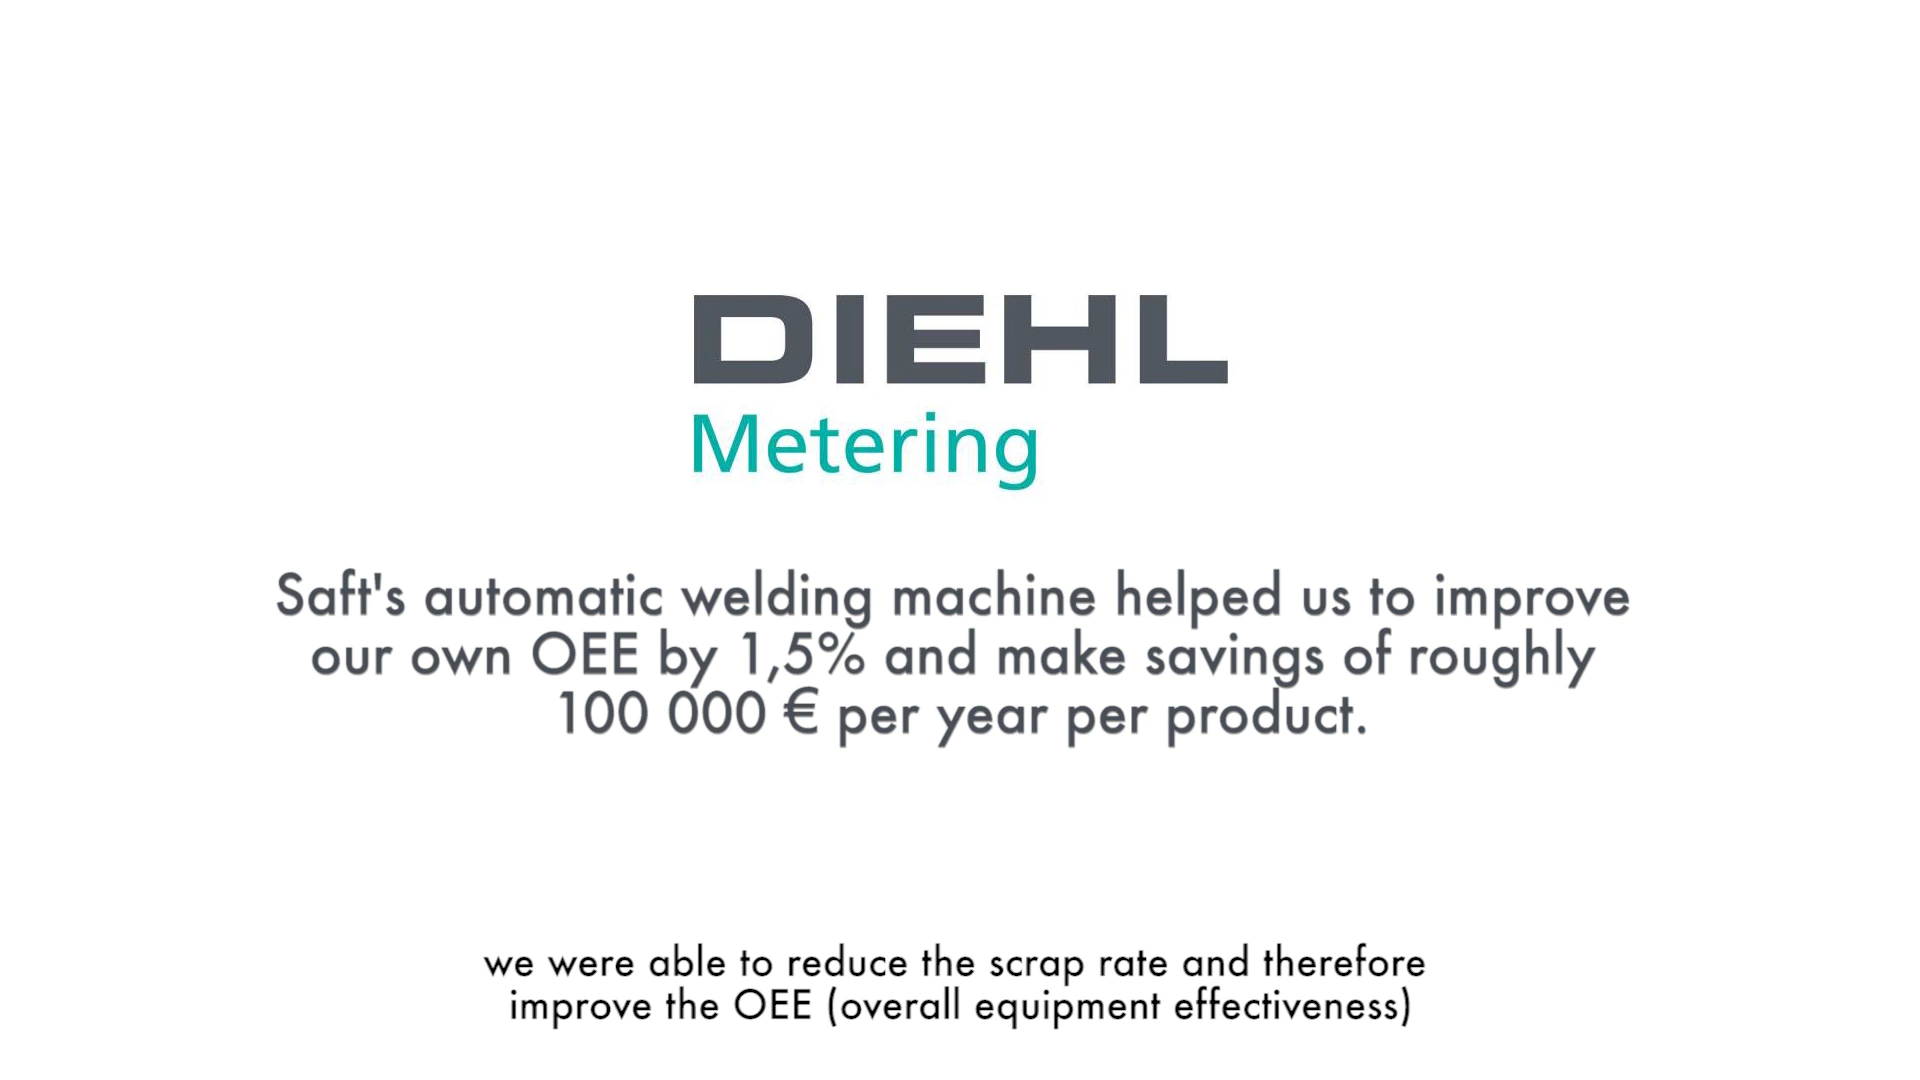 DIEHL
Metering
Saft's automatic welding machine helped us to improve
our own OEE by 1,5% and make savings of roughly
100 000 € per year per product.
we were able to reduce the scrap rate and therefore
improve the OEE (overall equipment effectiveness)